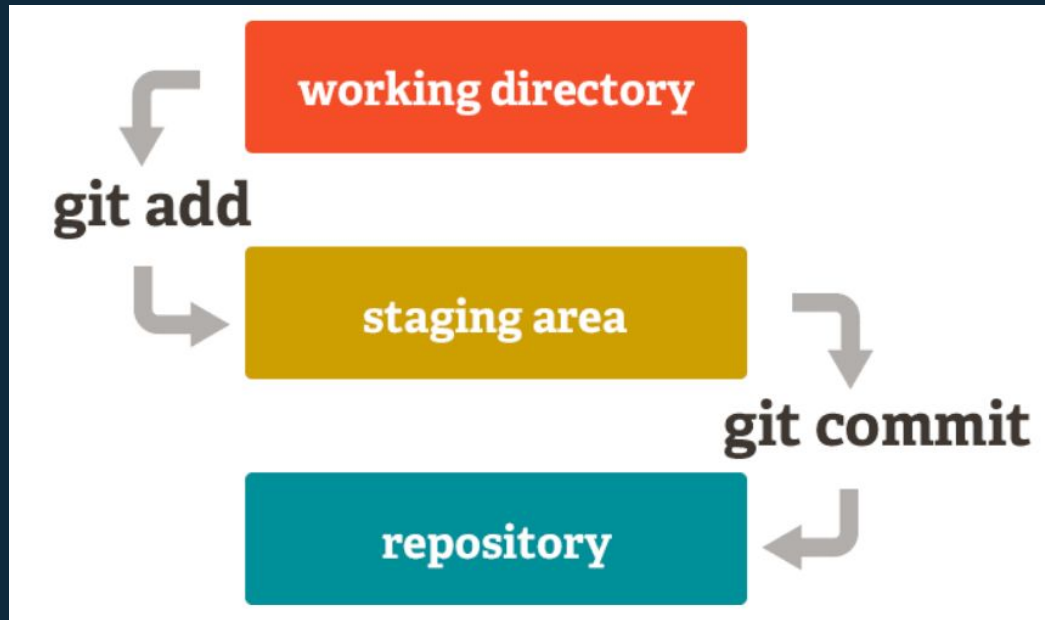 working directory
git add
staging area
git commit
repository